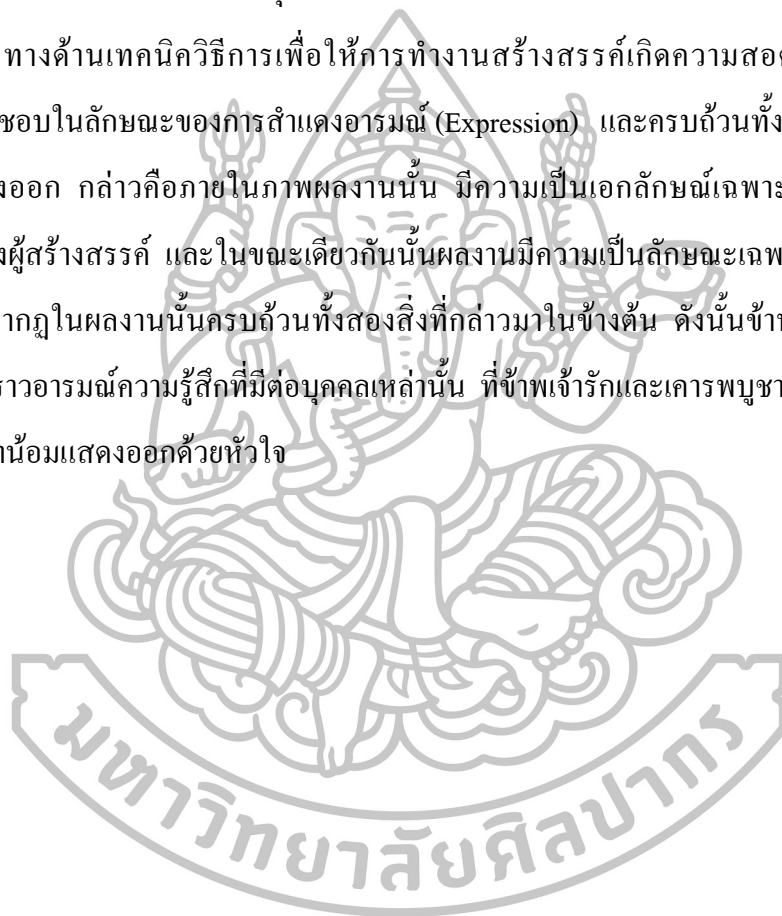 ทางด้านเทคนิควิธีการเพื่อให้การทำงานสร้างสรรค์เกิดความสอด
ชอบในลักษณะของการสำแดงอารมณ์ (Expression) และครบถ้วนทั้ง
งออก กล่าวคือภายในภาพผลงานนั้น มีความเป็นเอกลักษณ์เฉพาะ
งผู้สร้างสรรค์ และในขณะเดียวกันนั้นผลงานมีความเป็นลักษณะเฉพ
ากฏในผลงานนั้นครบถ้วนทั้งสองสิ่งที่กล่าวมาในข้างต้น ดังนั้นข้าพ
ราวอารมณ์ความรู้สึกที่มีต่อบุคคลเหล่านั้น ที่ข้าพเจ้ารักและเคารพบูชา
น้อมแสดงออกด้วยหัวใจ
มหาวิทยาลัยศิลปากร